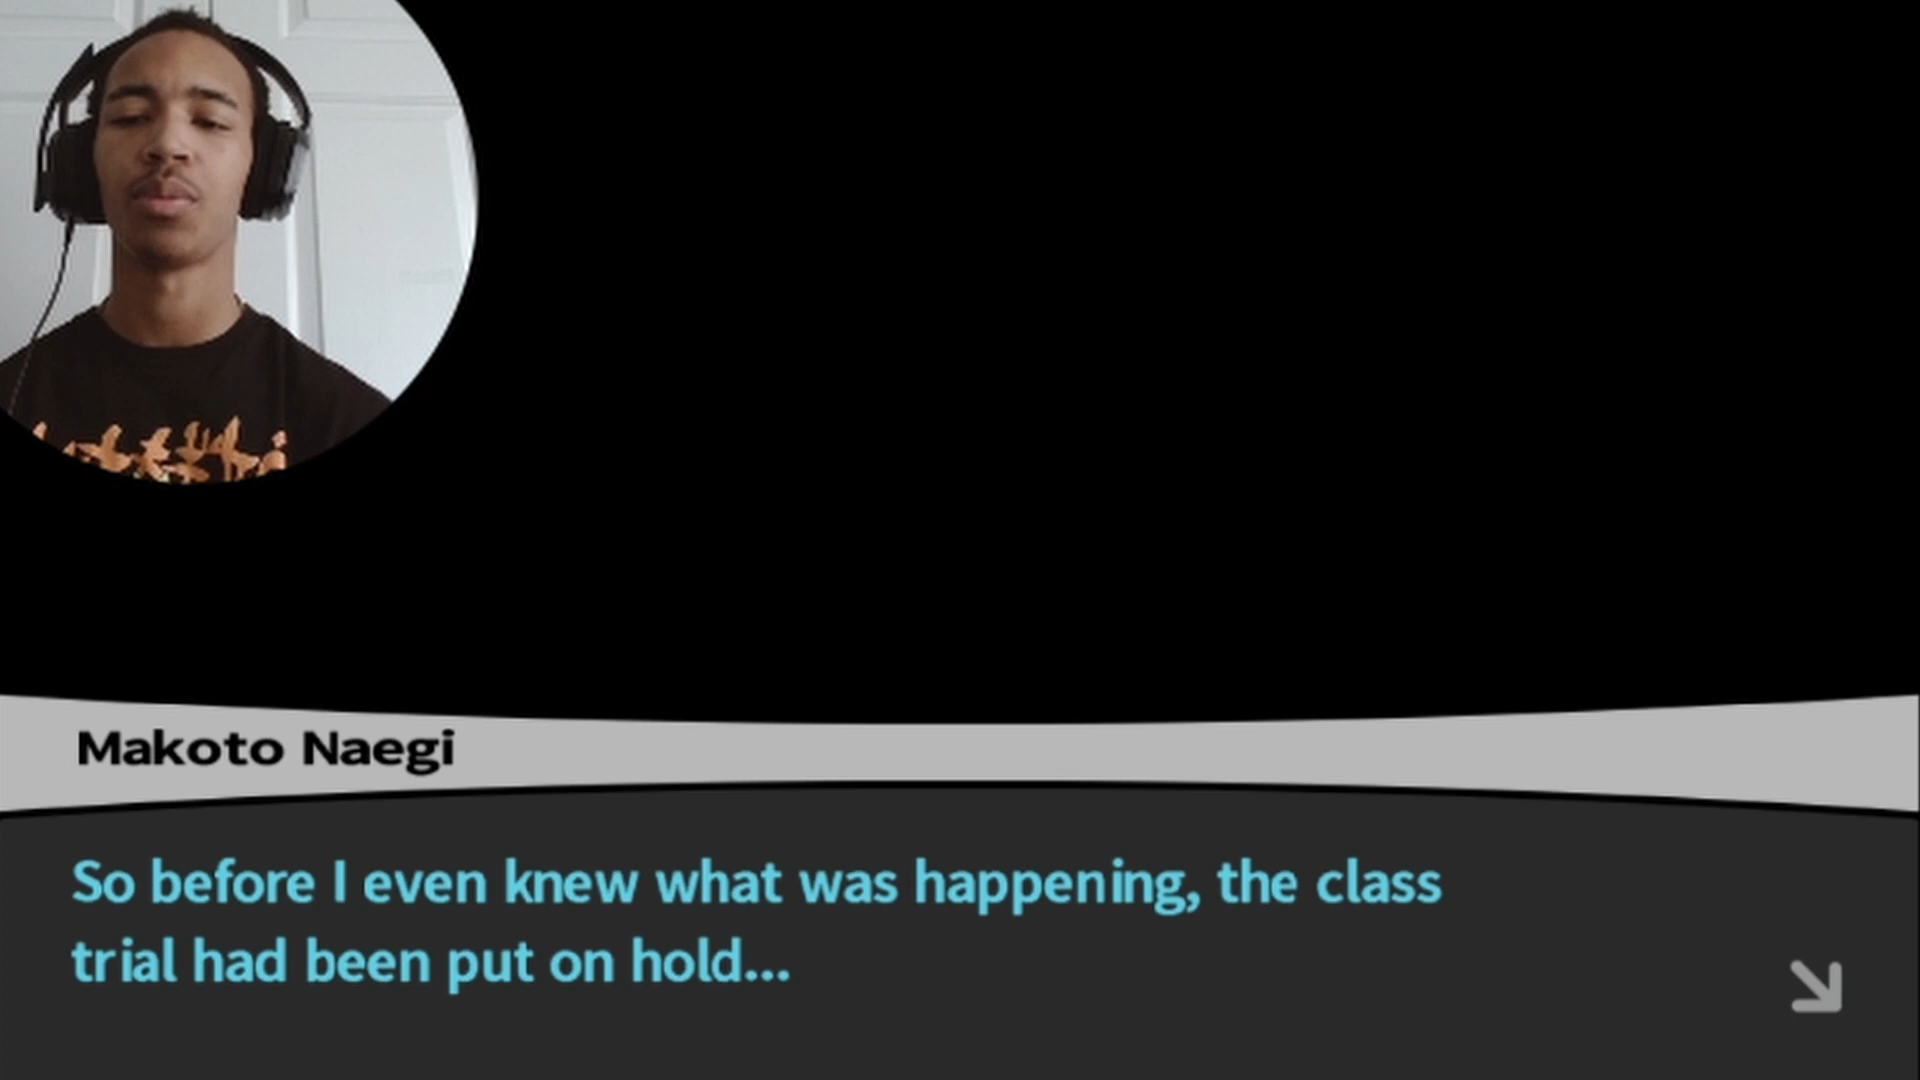 Makoto Naegi
So before I even knew what was happening, the class
trial had been put on hold...